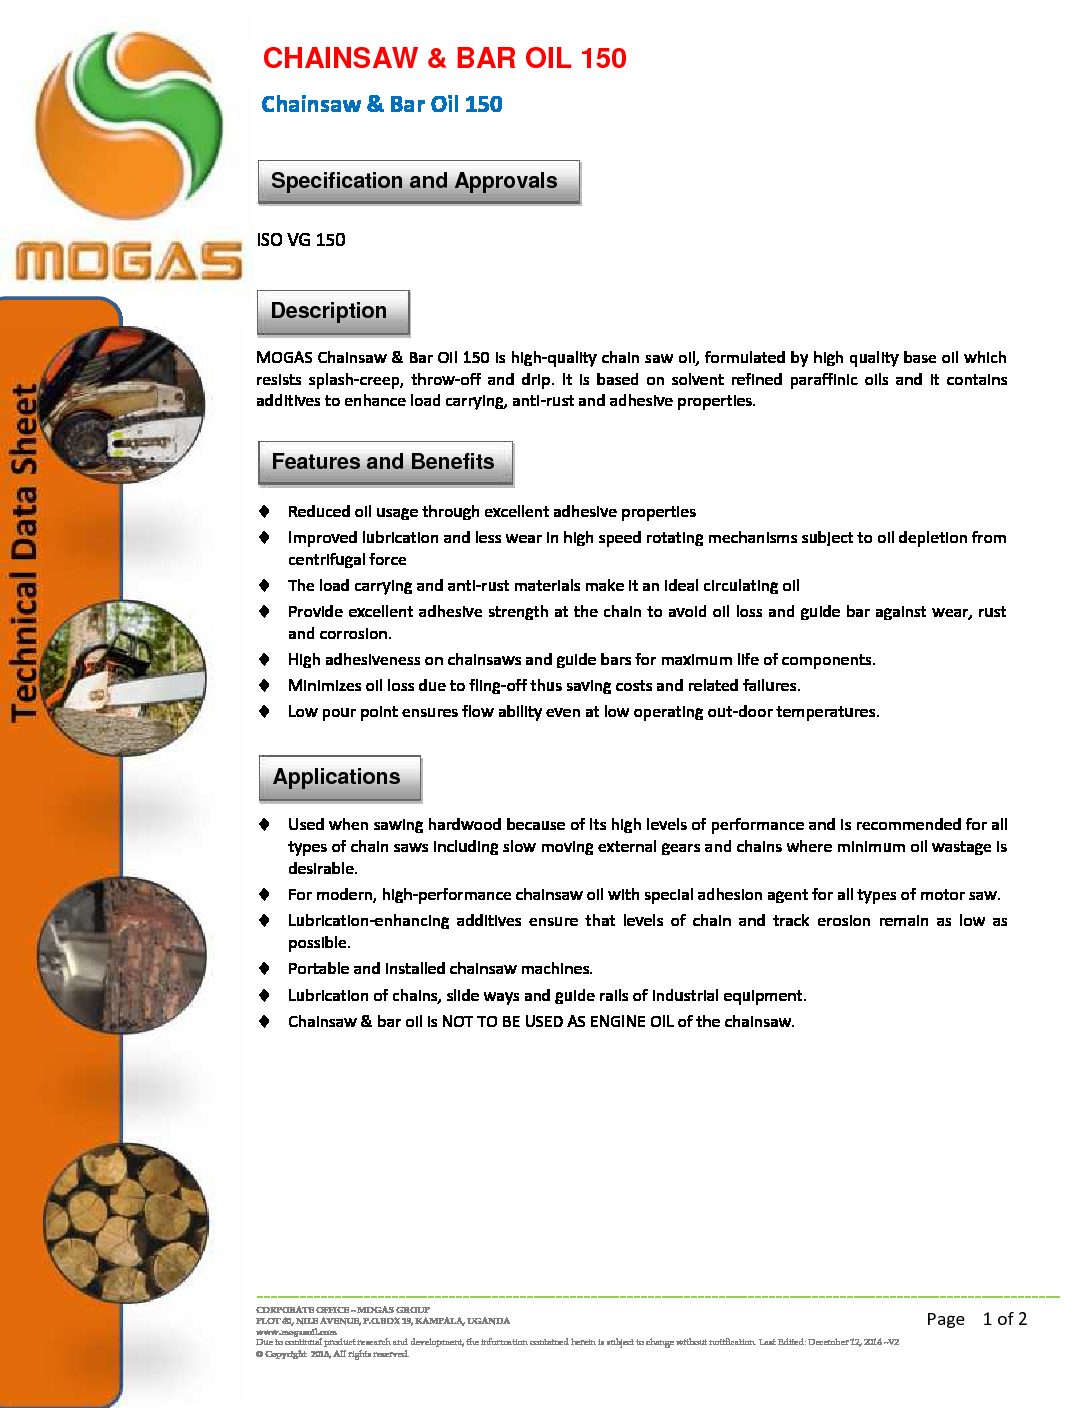 CHAINSAW & BAR OIL 150
Chainsaw & Bar Oil 150
MOGAS
Technical Data Sheet
Specification and Approvals
ISO VG 150
Description
MOGAS Chainsaw & Bar Oil 150 is high-quality chain saw oil, formulated by high quality base oil which
resists splash-creep, throw-off and drip. It is based on solvent refined paraffinic oils and it contains
additives to enhance load carrying, anti-rust and adhesive properties.
Features and Benefits
♦ Reduced oil usage through excellent adhesive properties
♦ Improved lubrication and less wear in high speed rotating mechanisms subject to oil depletion from
centrifugal force
♦ The load carrying and anti-rust materials make it an ideal circulating oil
♦ Provide excellent adhesive strength at the chain to avoid oil loss and guide bar against wear, rust
and corrosion.
♦ High adhesiveness on chainsaws and guide bars for maximum life of components.
♦ Minimizes oil loss due to fling-off thus saving costs and related failures.
♦ Low pour point ensures flow ability even at low operating out-door temperatures.
Applications
♦ Used when sawing hardwood because of its high levels of performance and is recommended for all
types of chain saws including slow moving external gears and chains where minimum oil wastage is
desirable.
♦ For modern, high-performance chainsaw oil with special adhesion agent for all types of motor saw.
♦ Lubrication-enhancing additives ensure that levels of chain and track erosion remain as low as
possible.
♦ Portable and installed chainsaw machines.
♦ Lubrication of chains, slide ways and guide rails of industrial equipment.
♦ Chainsaw & bar oil is NOT TO BE USED AS ENGINE OIL of the chainsaw.
CORPORATE OFFICE – MOGAS GROUP
PLOT NILE AVENUE, P.O.BOX KAMPALA, UGANDA
www.mogasoil.com
Due to continual product research and development, the information contained herein is subject to change without notification. Last Edited: December 12, 2016 -V2
© Copyright 2016, All rights reserved.
Page 1 of 2